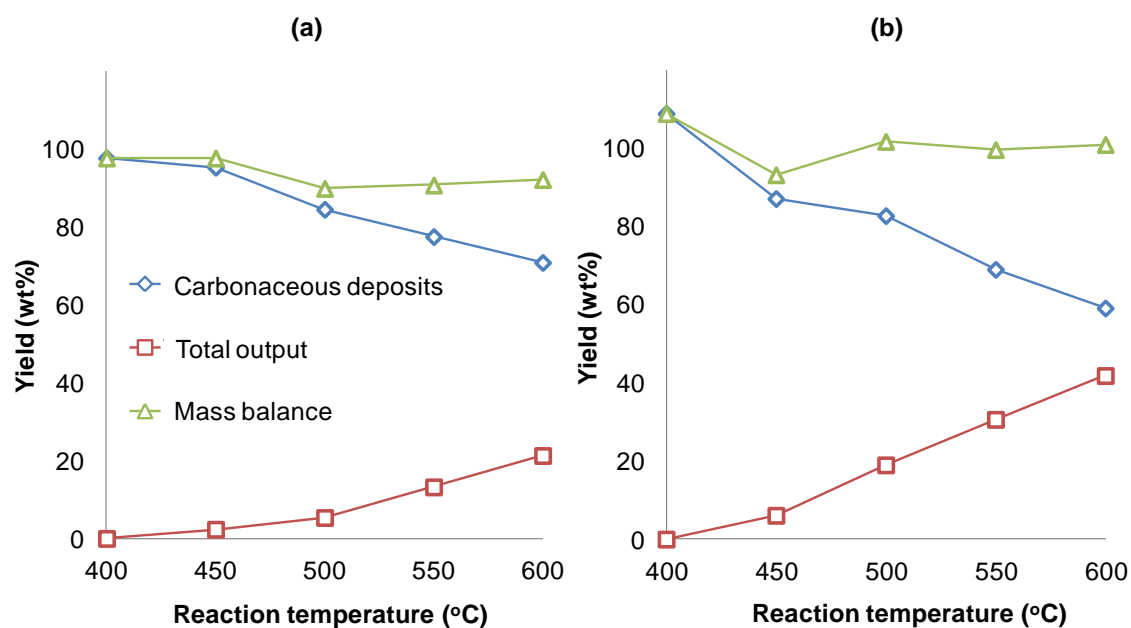 (a)
100
80
60
40
20
0
Yield (wt%)
Carbonaceous deposits
Total output
Mass balance
400 450 500 550 600
Reaction temperature (ºC)
(b)
100
80
60
40
20
0
Yield (wt%)
400 450 500 550 600
Reaction temperature (ºC)